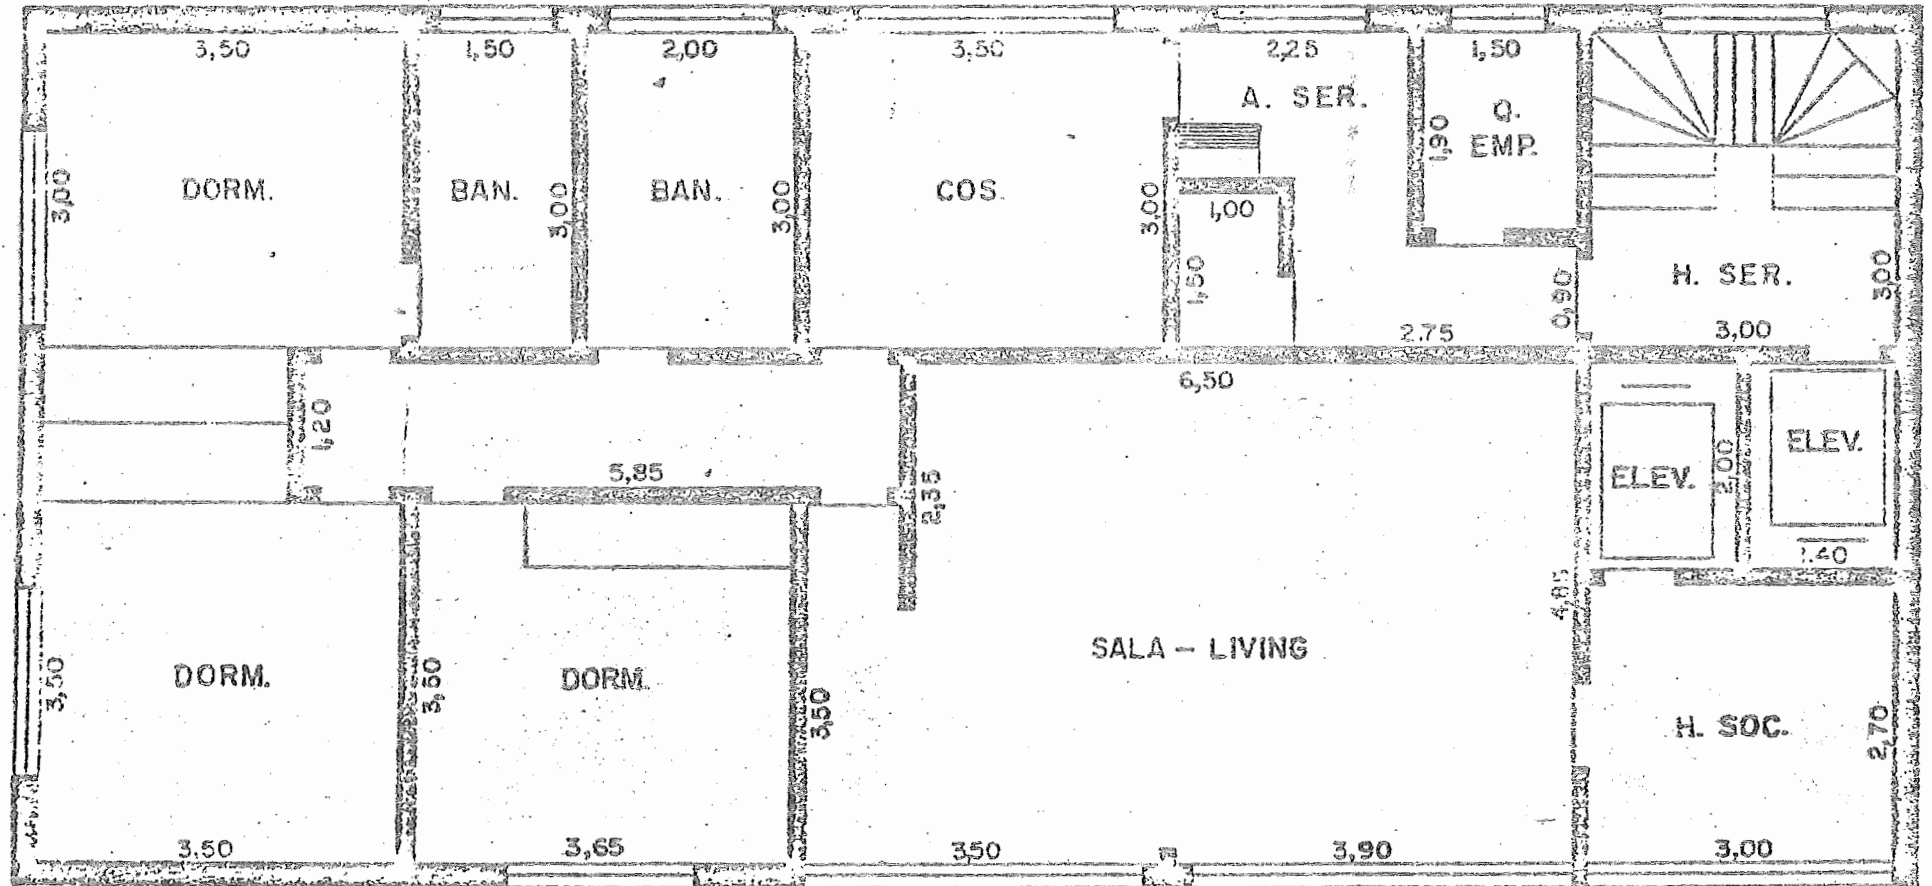 3,50
1,50
2,00
3,50
2,25
1,50
A. SER.
Q.
EMP.
1,90
3,00
DORM.
BAN.
3,00
BAN.
3,00
COS.
3,00
1,00
1,50
0,90
H. SER.
3,00
2,75
3,00
6,50
1,20
5,85
2,35
ELEV.
2,00
ELEV.
1.40
4,85
SALA – LIVING
3,50
DORM.
3,50
DORM.
3,50
H. SOC.
2,70
3,50
3,65
3,50
3,90
3,00